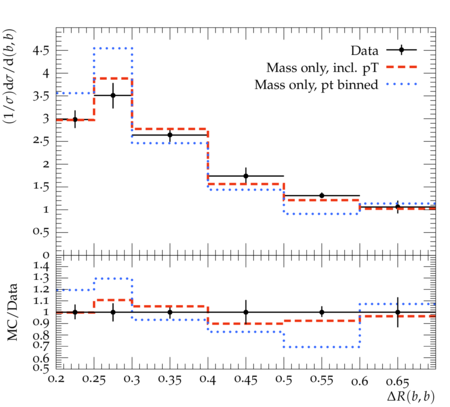 (1/σ)dσ/d(b,b)
4.5
4
3.5
3
2.5
2
1.5
1
0.5
0
Data
Mass only, incl. pT
Mass only, pt binned
MC/Data
1.4
1.3
1.2
1.1
1.0
0.9
0.8
0.7
0.6
0.5
0.2 0.25 0.3 0.35 0.4 0.45 0.5 0.55 0.6 0.65
ΔR(b,b)